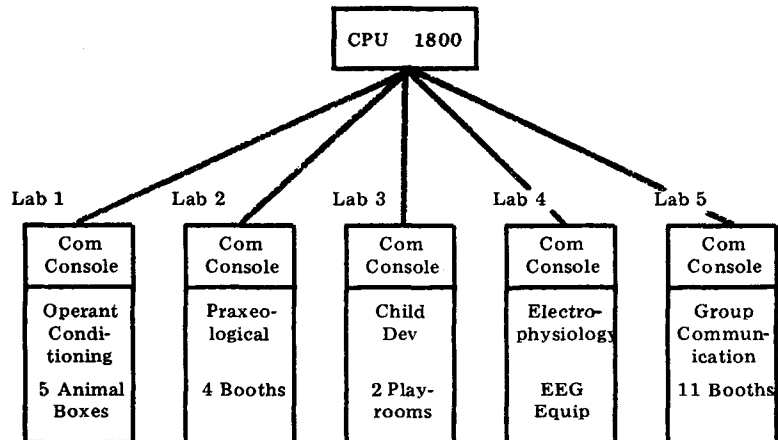 CPU 1800
Lab 1
Lab 2
Lab 3
Lab 4
Lab 5
Com
Console
Operant
Condi-
tioning
5 Animal
Boxes
Com
Console
Praxeo-
logical
4 Booths
Com
Console
Child
Dev
2 Play-
rooms
Com
Console
Electro-
physiology
EEG
Equip
Com
Console
Group
Commun-
ication
11 Booths